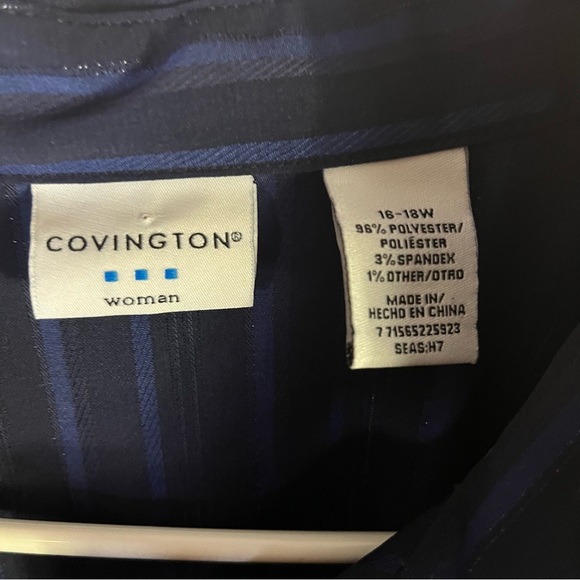 COVINGTON®
woman
16-18W
96% POLYESTER/
POLIÉSTER
3% SPANDEX
1% OTHER/OTRO
MADE IN/
HECHO EN CHINA
7 71565225923
SEAS:H7